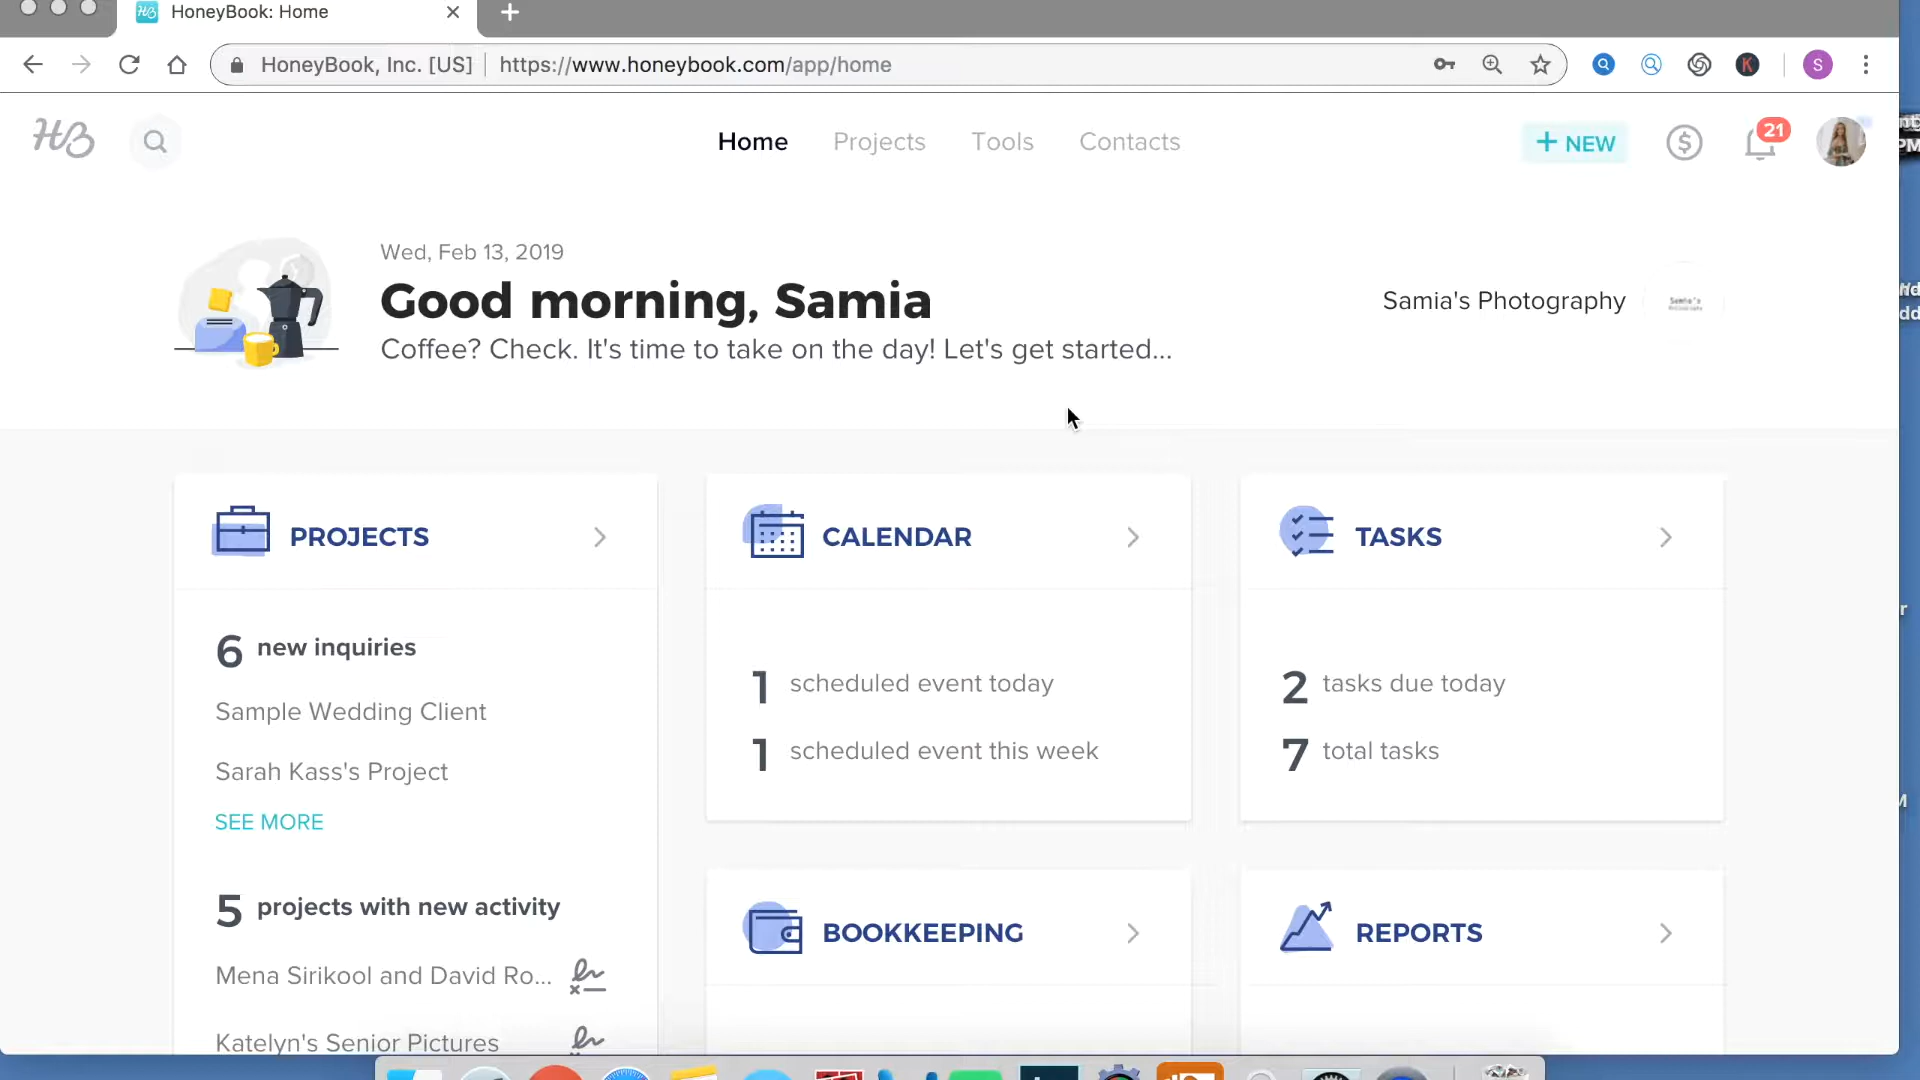 HoneyBook: Home
HoneyBook, Inc. [US] https://www.honeybook.com/app/home
S
K
HB
Home Projects Tools Contacts
+ NEW
$
21
Wed, Feb 13, 2019
Good morning, Samia
Coffee? Check. It's time to take on the day! Let's get started...
Samia's Photography
PROJECTS
6 new inquiries
Sample Wedding Client
Sarah Kass's Project
SEE MORE
5 projects with new activity
Mena Sirikool and David Ro...
Katelyn's Senior Pictures
CALENDAR
1 scheduled event today
1 scheduled event this week
TASKS
2 tasks due today
7 total tasks
BOOKKEEPING
REPORTS